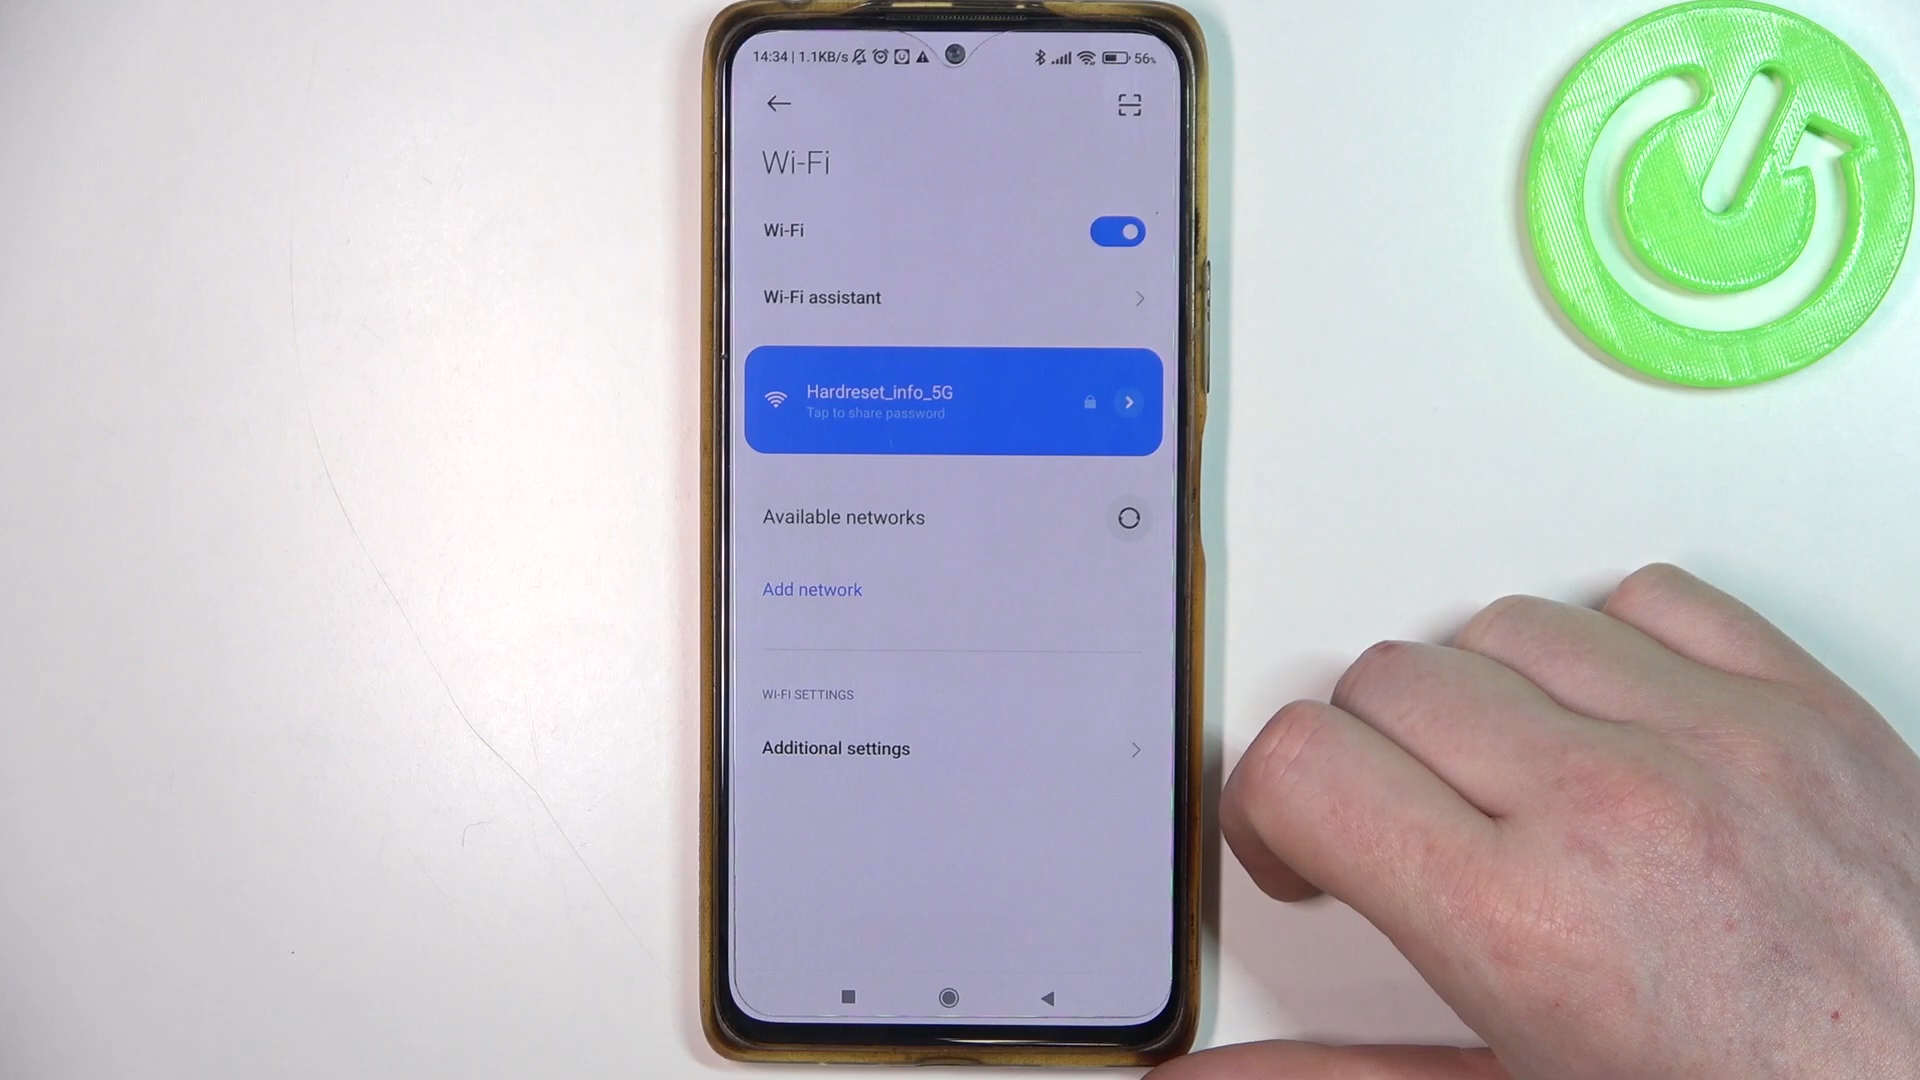 14:34 | 1.1KB/s 56%
Wi-Fi
Wi-Fi
Wi-Fi assistant
Hardreset_info_5G
Tap to share password
Available networks
Add network
WI-FI SETTINGS
Additional settings